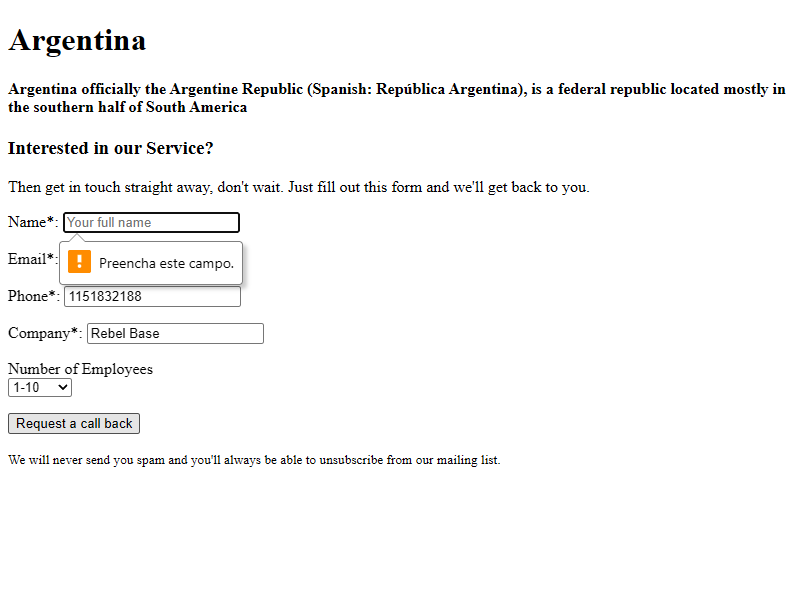 Argentina
Argentina officially the Argentine Republic (Spanish: República Argentina), is a federal republic located mostly in
the southern half of South America
Interested in our Service?
Then get in touch straight away, don't wait. Just fill out this form and we'll get back to you.
Name*: Your full name
Email*:
! Preencha este campo.
Phone*: 1151832188
Company*: Rebel Base
Number of Employees
1-10
Request a call back
We will never send you spam and you'll always be able to unsubscribe from our mailing list.